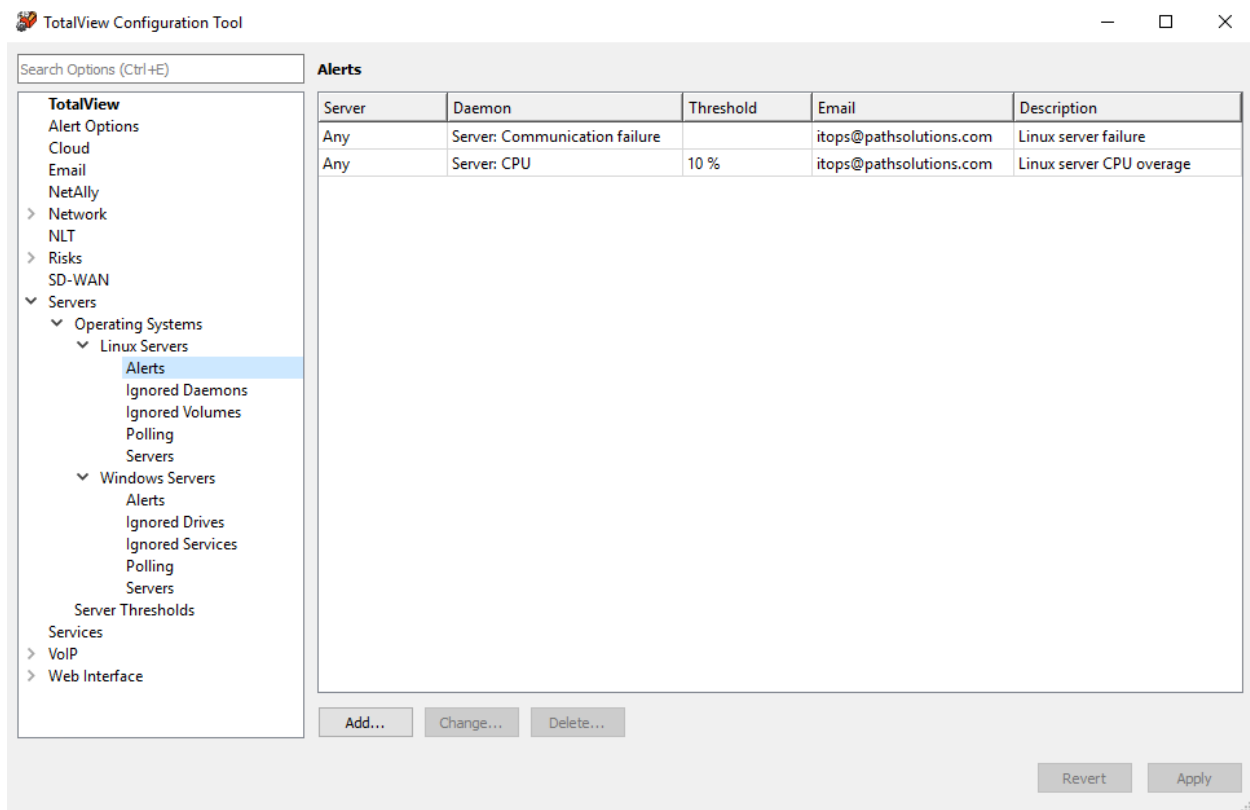 TotalView Configuration Tool
Search Options (Ctrl+E)
TotalView
Alert Options
Cloud
Email
NetAlly
Network
NLT
Risks
SD-WAN
Servers
Operating Systems
Linux Servers
Alerts
Ignored Daemons
Ignored Volumes
Polling
Servers
Windows Servers
Alerts
Ignored Drives
Ignored Services
Polling
Servers
Server Thresholds
Services
VoIP
Web Interface
Alerts
Server Daemon Threshold Email Description
Any Server: Communication failure itops@pathsolutions.com Linux server failure
Any Server: CPU 10 % itops@pathsolutions.com Linux server CPU overage
Add... Change... Delete...
Revert Apply